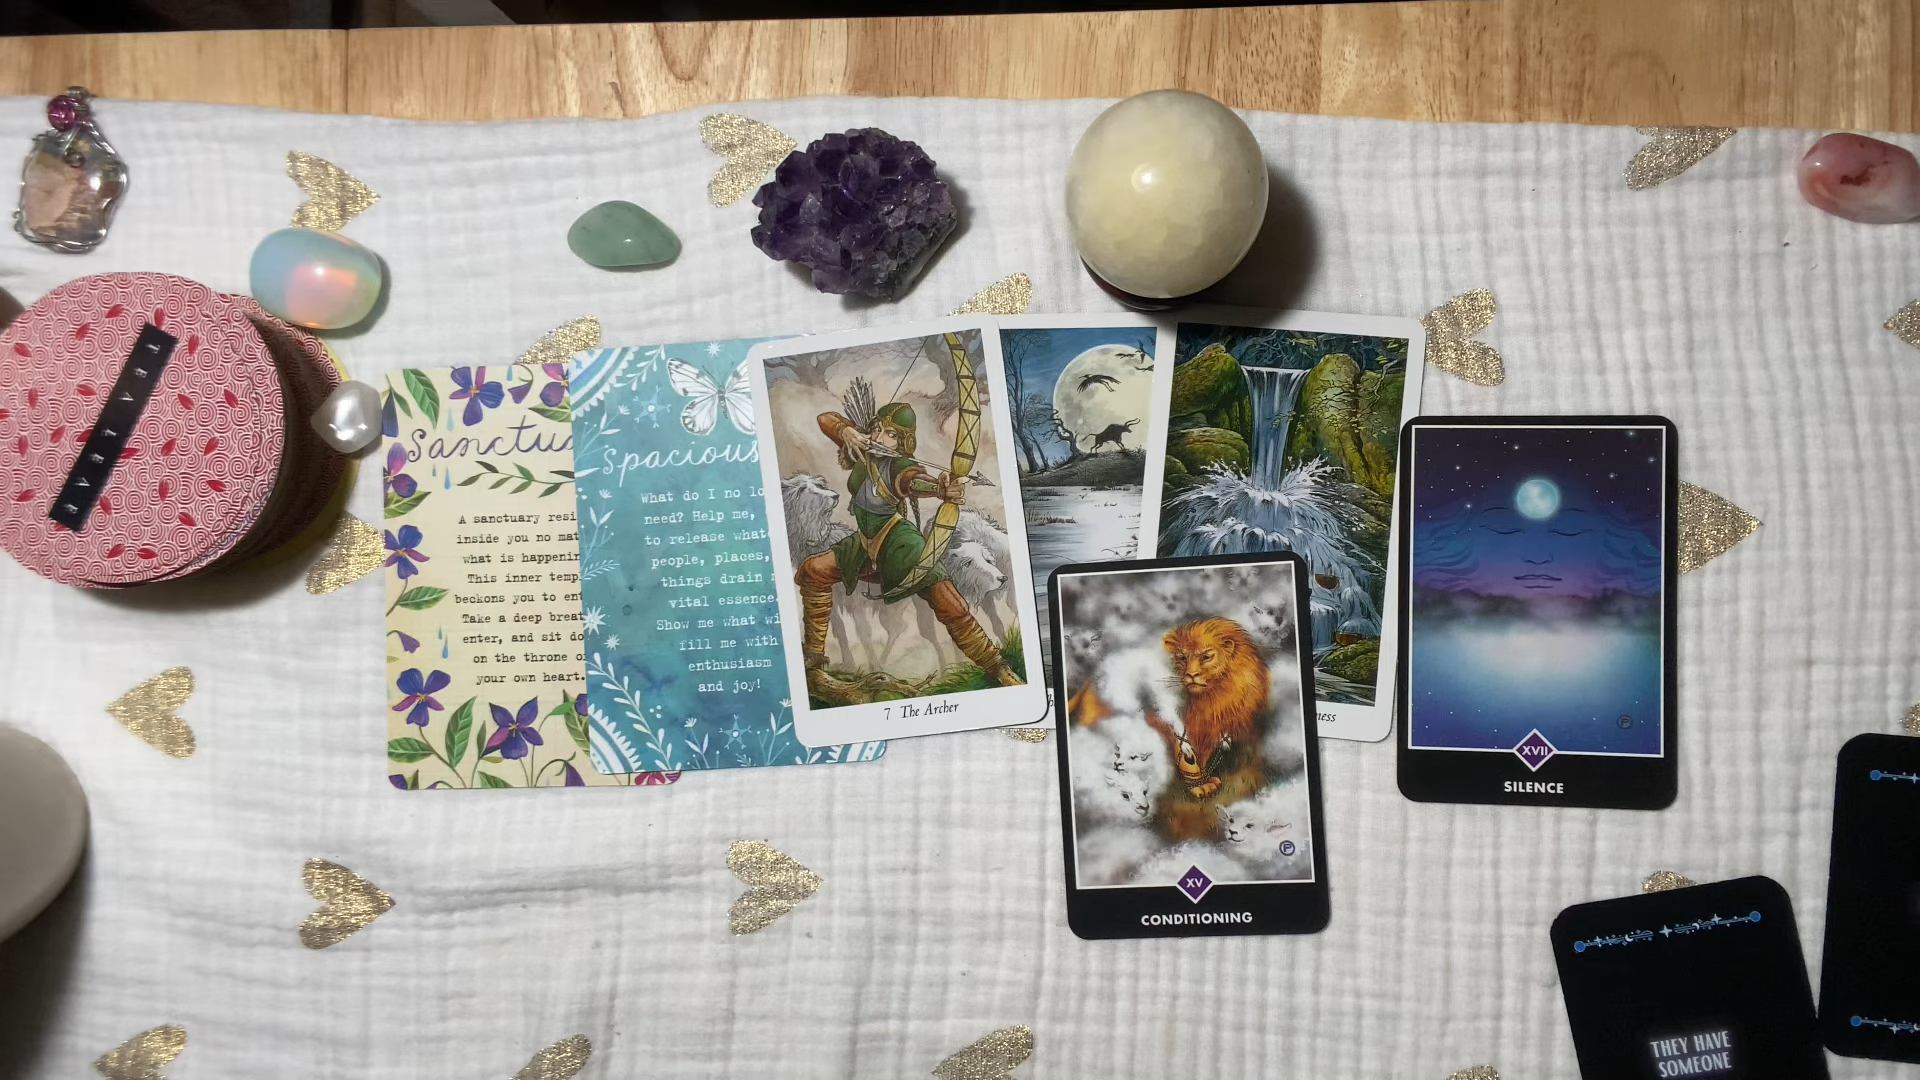 Sanctu
A sanctuary resi
inside you no mat
what is happenin
This inner temp
beckons you to ent
Take a deep breat
enter, and sit do
on the throne o
your own heart.
Spacious
What do I no lo
need? Help me,
to release what
people, places,
things drain
vital essence.
Show me what wi
fill me with
enthusiasm
and joy!
7 The Archer
ness
XV
CONDITIONING
XVII
SILENCE
THEY HAVE
SOMEONE